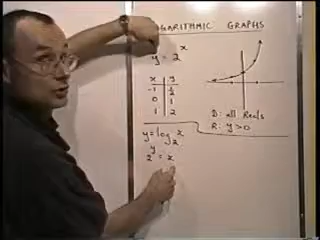 LOGARITHMIC GRAPHS
y = 2^x
x | y
-1 | 1/2
0 | 1
1 | 2
D: all Reals
R: y>0
y = log₂ x
2^y = x